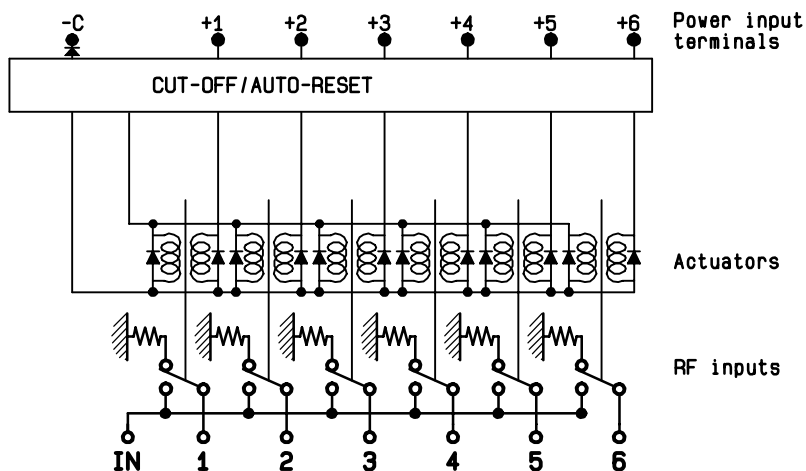 -C +1 +2 +3 +4 +5 +6 Power input
terminals
CUT-OFF/AUTO-RESET
Actuators
RF inputs
IN 1 2 3 4 5 6